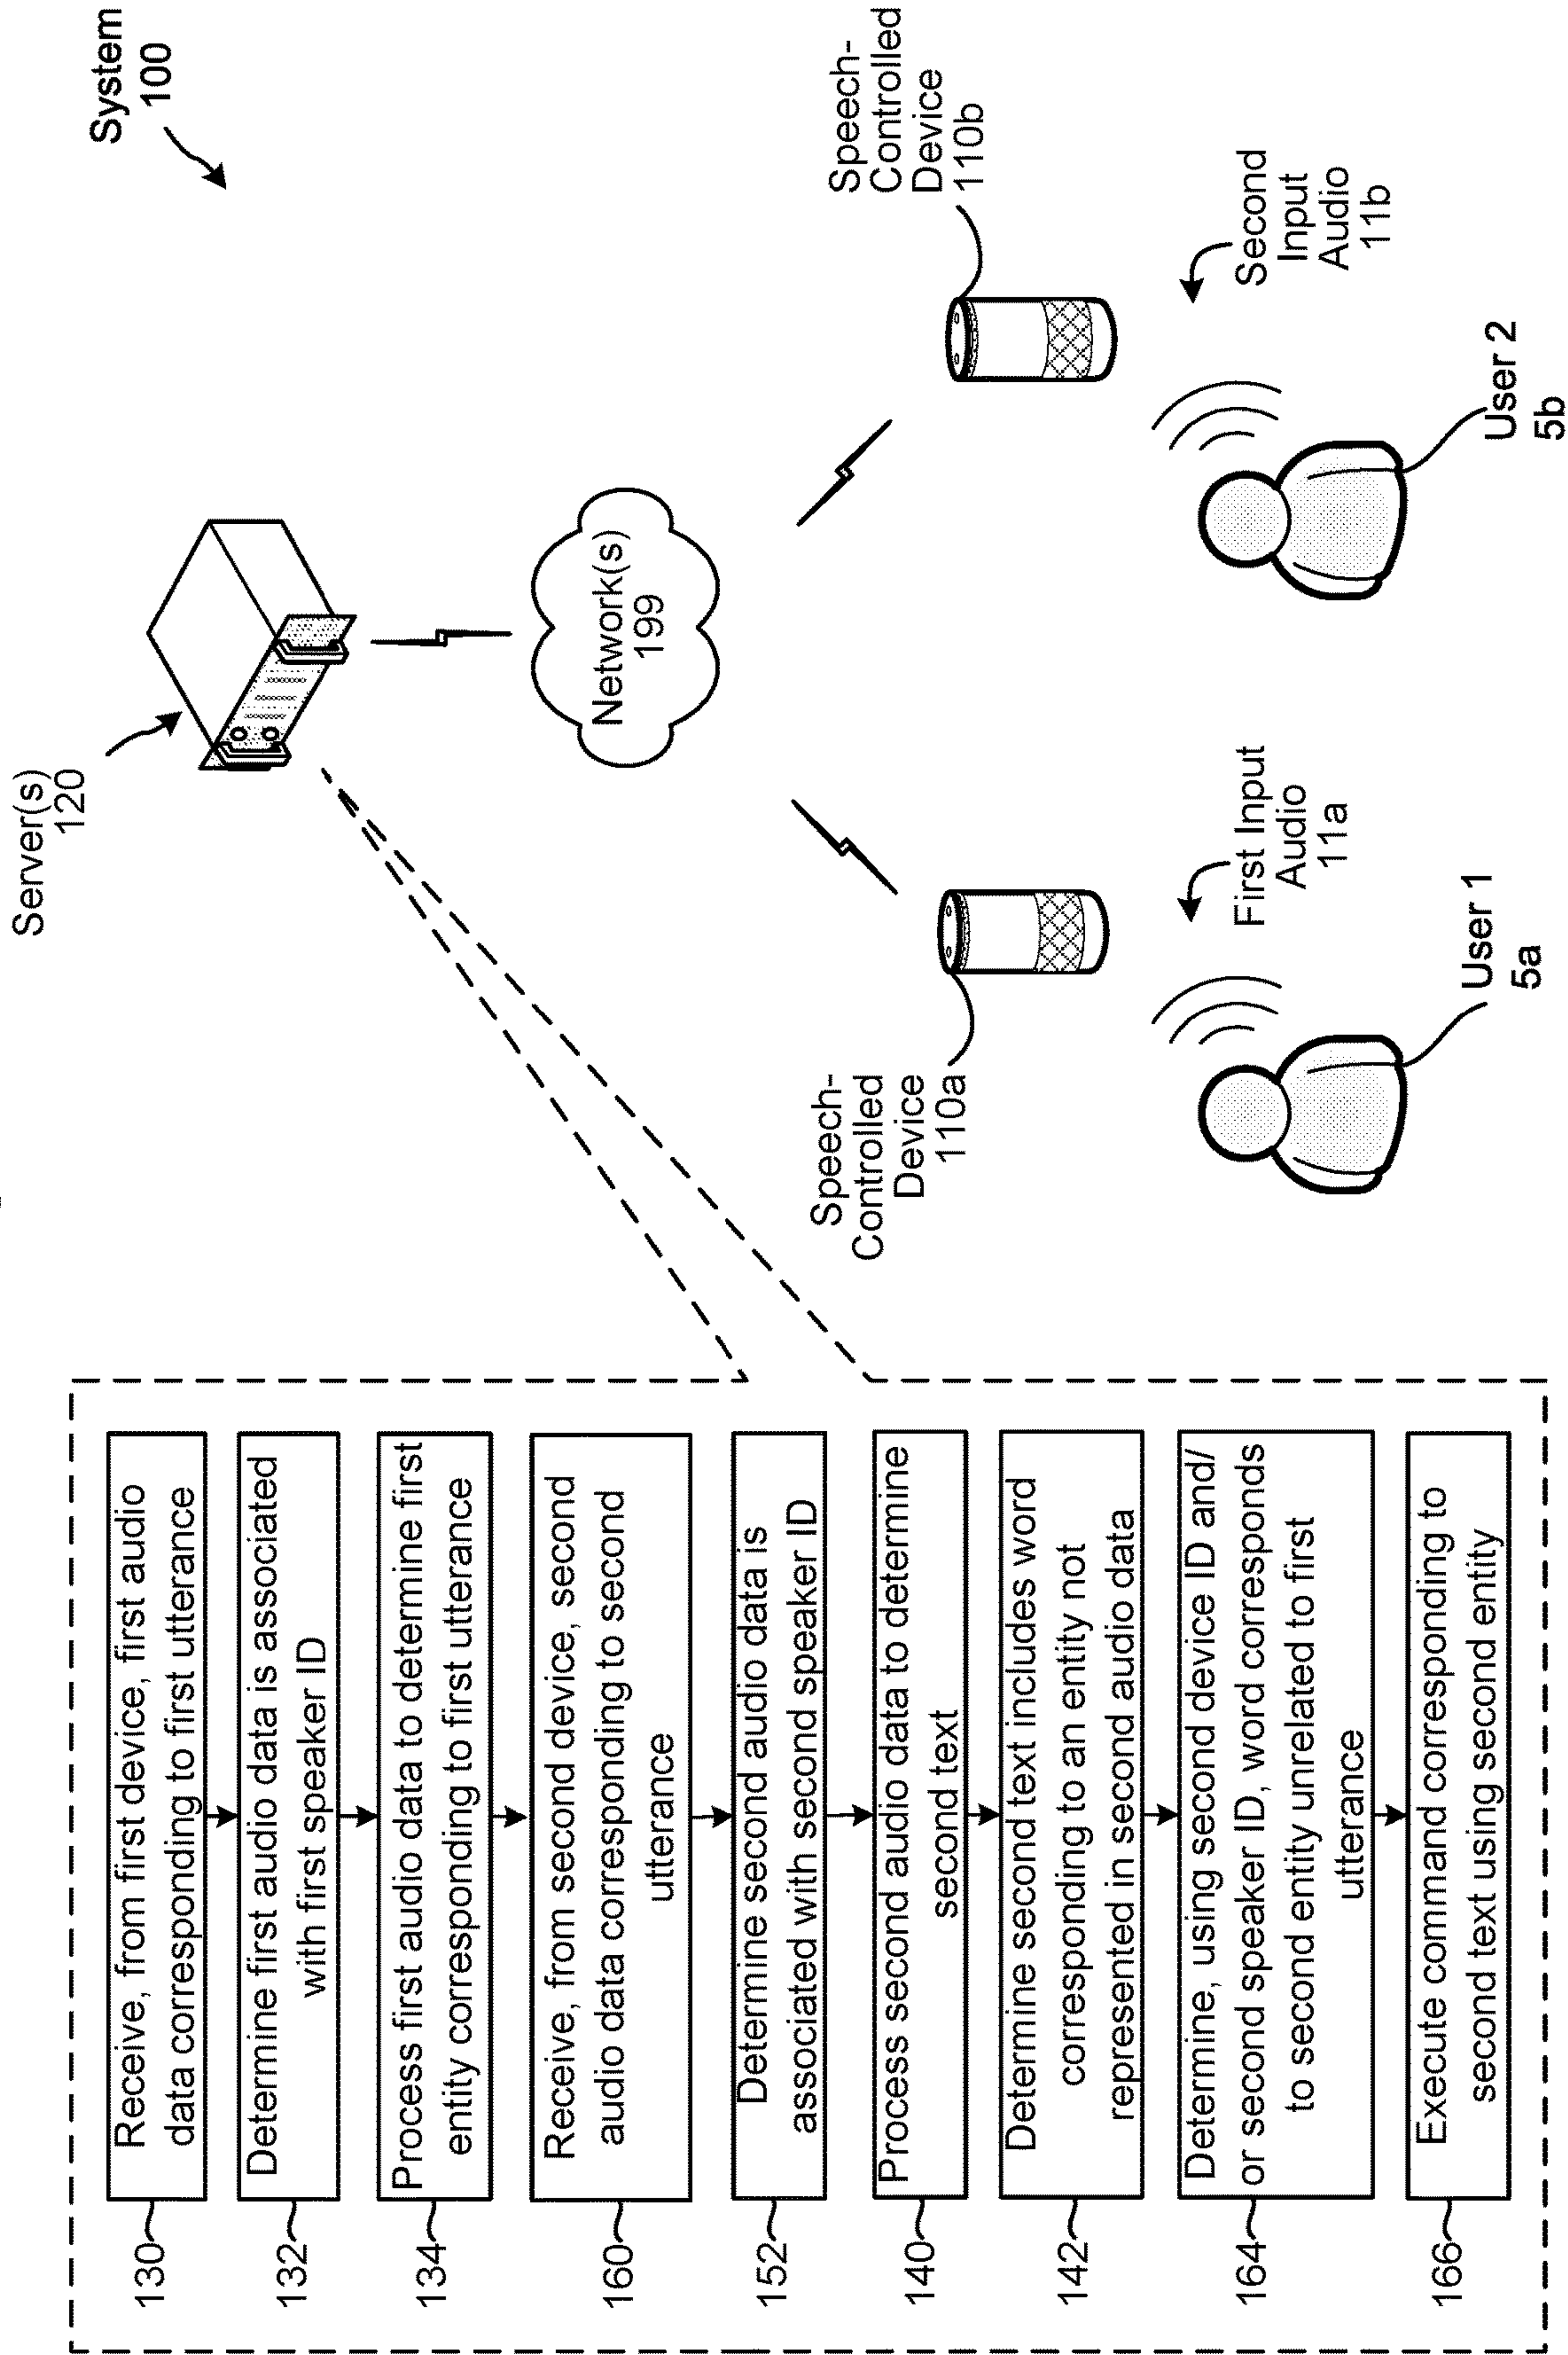 System
100
Server(s)
120
130
Receive, from first device, first audio
data corresponding to first utterance
132
Determine first audio data is associated
with first speaker ID
134
Process first audio data to determine first
entity corresponding to first utterance
160
Receive, from second device, second
audio data corresponding to second
utterance
152
Determine second audio data is
associated with second speaker ID
140
Process second audio data to determine
second text
142
Determine second text includes word
corresponding to an entity not
represented in second audio data
164
Determine, using second device ID and/
or second speaker ID, word corresponds
to second entity unrelated to first
utterance
166
Execute command corresponding to
second text using second entity
Network(s)
199
Speech-
Controlled
Device
110a
Speech-
Controlled
Device
110b
First Input
Audio
11a
Second
Input
Audio
11b
User 1
5a
User 2
5b